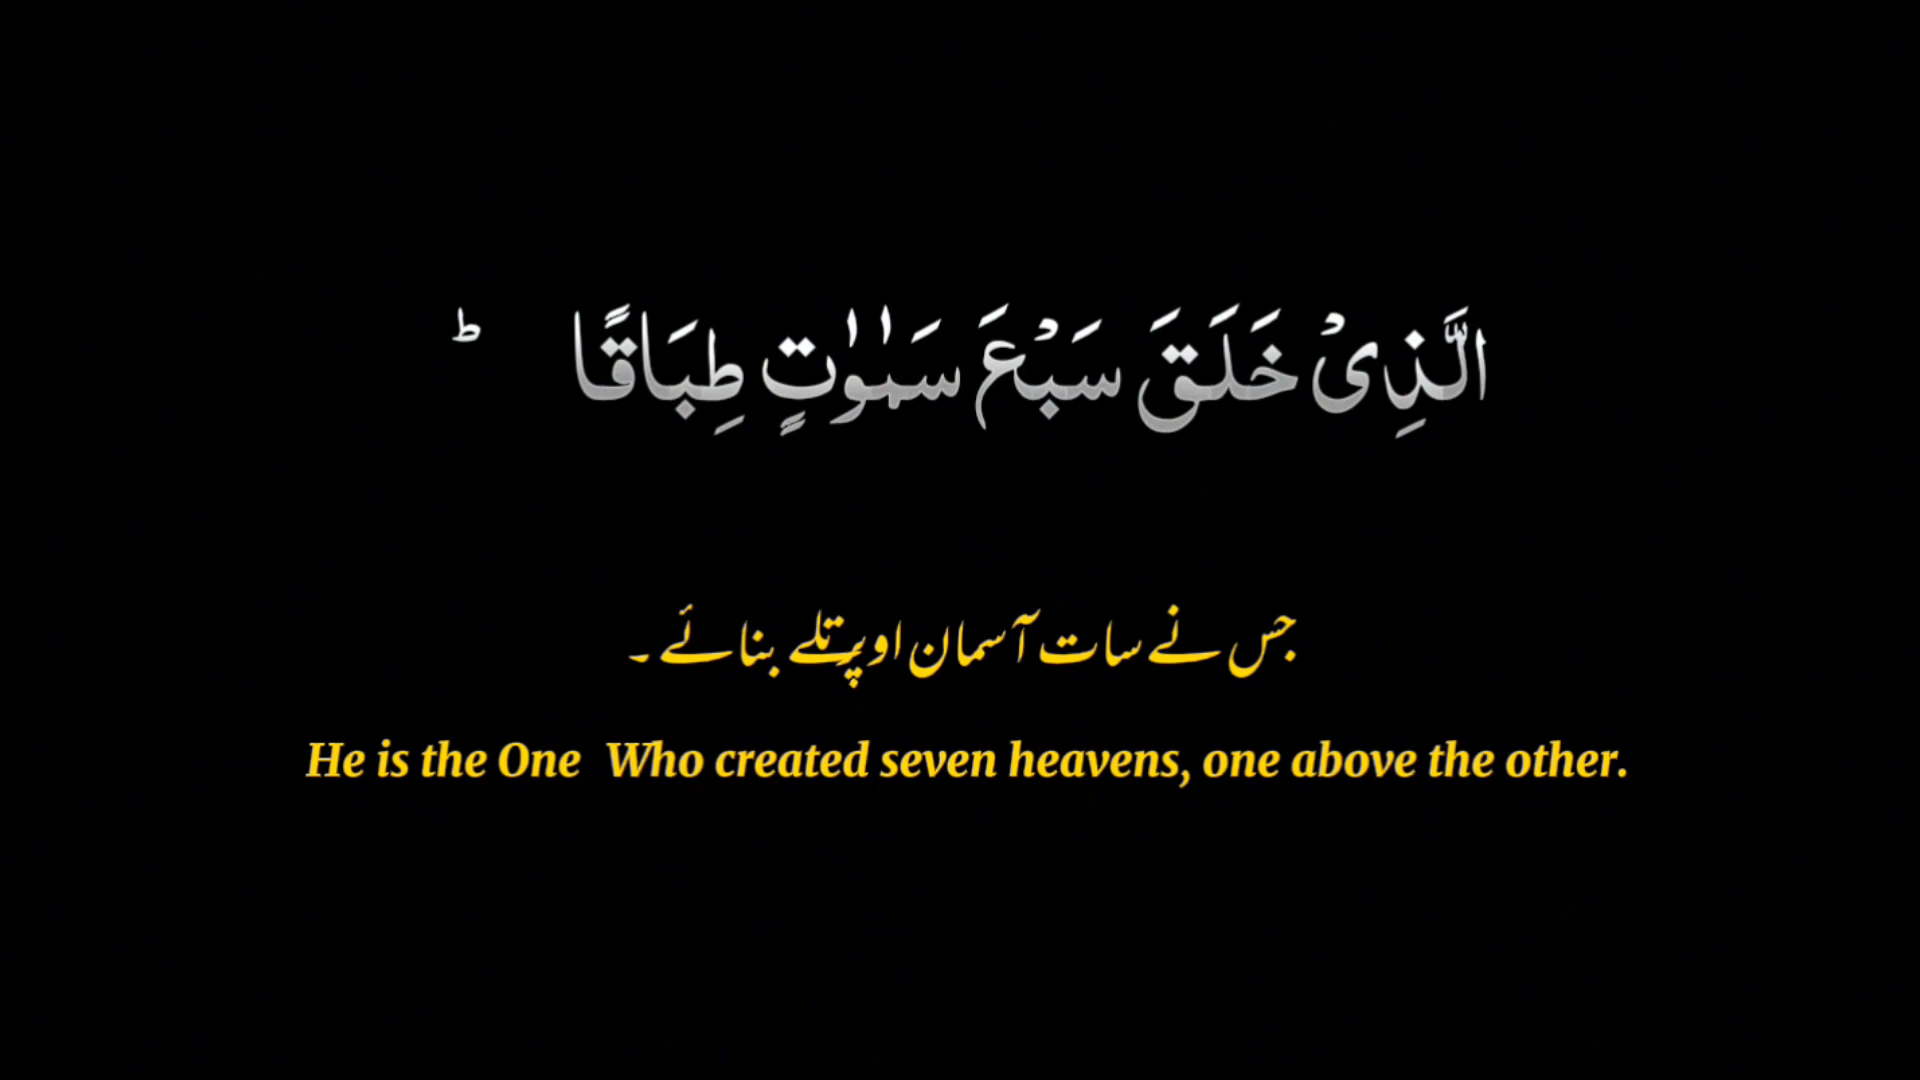 الَّذِیْ خَلَقَ سَبْعَ سَمٰوٰتٍ طِبَاقًا ؕ
جس نے سات آسمان اوپر تلے بنائے ۔
He is the One Who created seven heavens, one above the other.